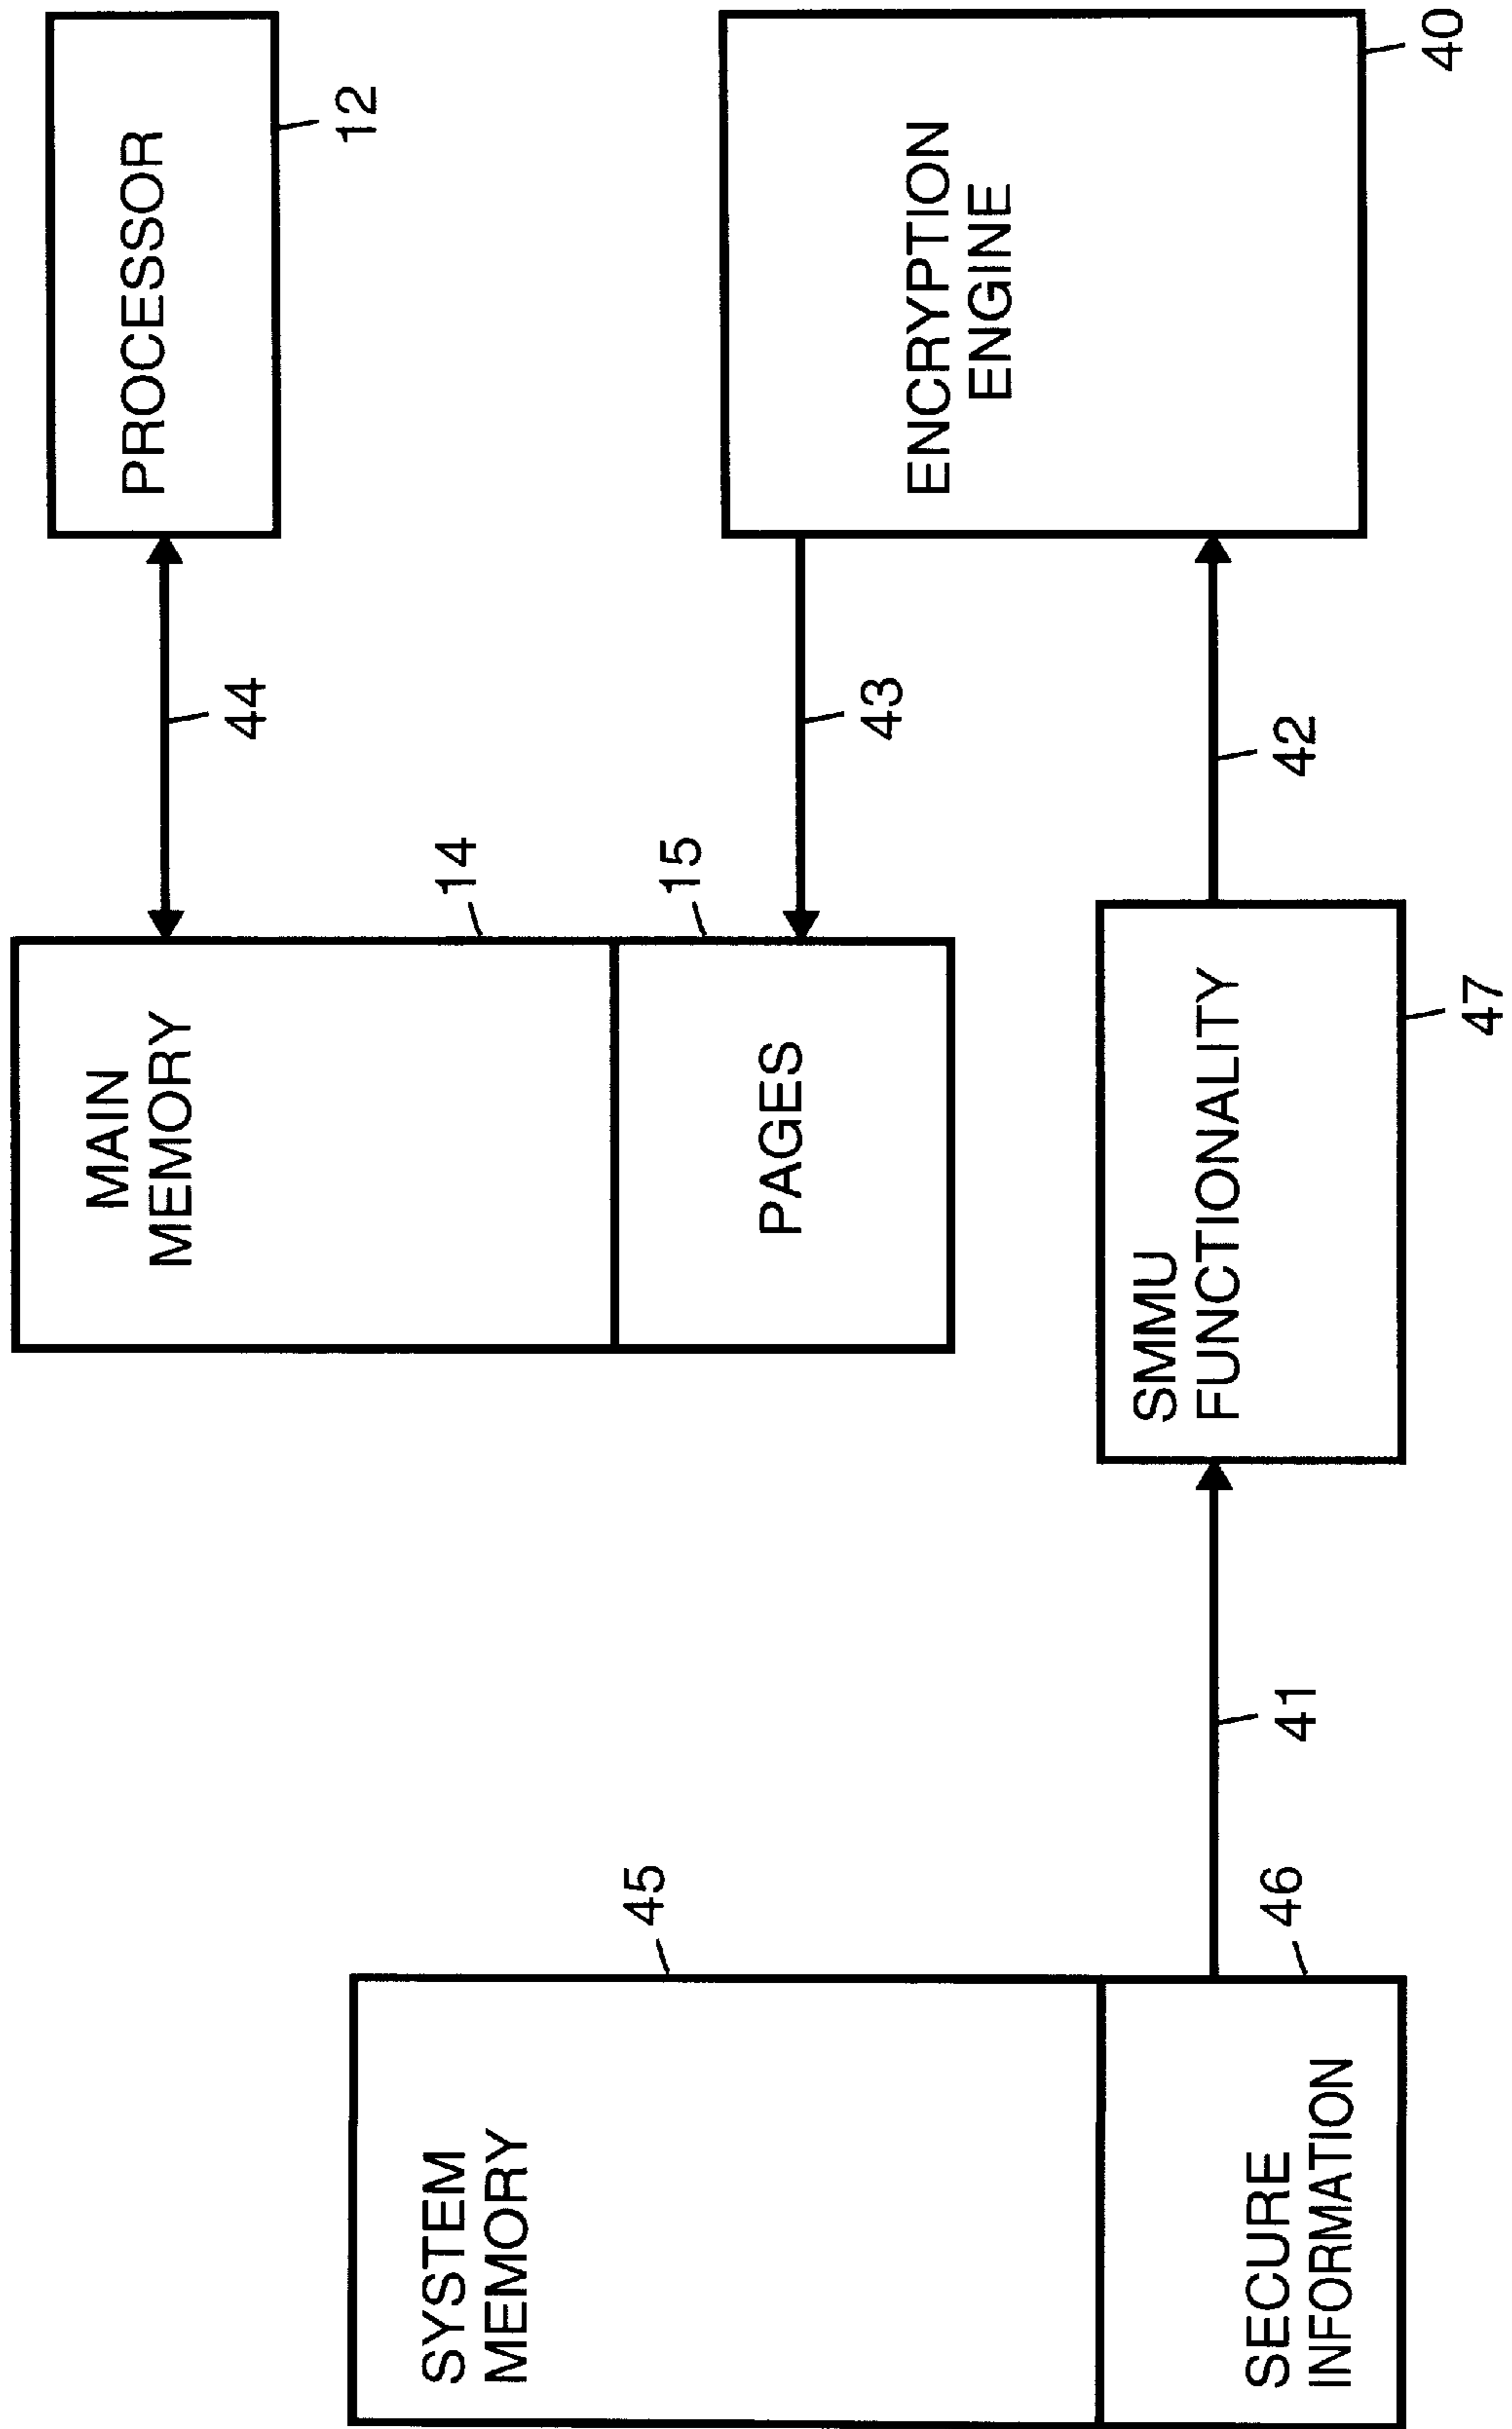 SYSTEM
MEMORY
45
SECURE
INFORMATION
46
41
MAIN
MEMORY
14
PAGES
15
SMMU
FUNCTIONALITY
47
44
43
42
PROCESSOR
12
ENCRYPTION
ENGINE
40